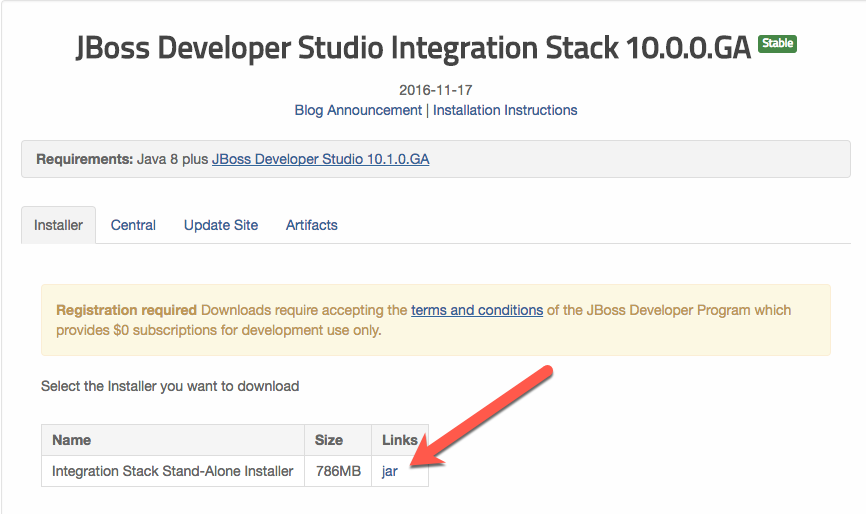 JBoss Developer Studio Integration Stack 10.0.0.GA Stable
2016-11-17
Blog Announcement | Installation Instructions
Requirements: Java 8 plus JBoss Developer Studio 10.1.0.GA
Installer Central Update Site Artifacts
Registration required Downloads require accepting the terms and conditions of the JBoss Developer Program which
provides $0 subscriptions for development use only.
Select the Installer you want to download
Name Size Links
Integration Stack Stand-Alone Installer 786MB jar